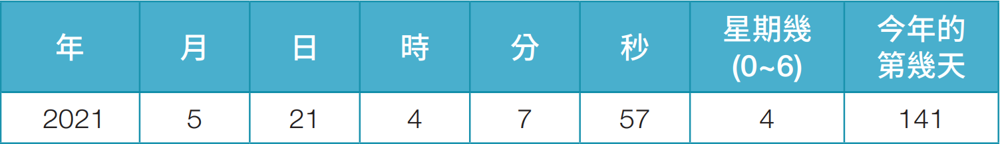 年 月 日 時 分 秒 星期幾 (0~6) 今年的 第幾天
2021 5 21 4 7 57 4 141